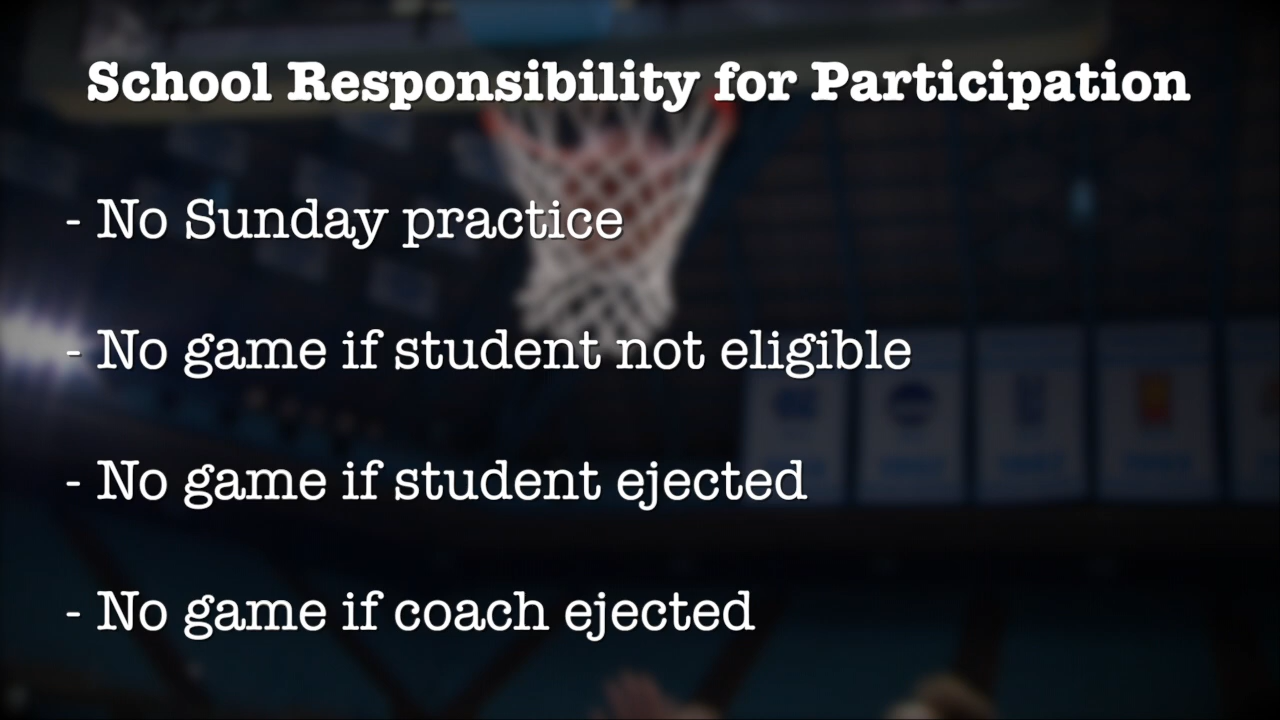 School Responsibility for Participation
- No Sunday practice
- No game if student not eligible
- No game if student ejected
- No game if coach ejected